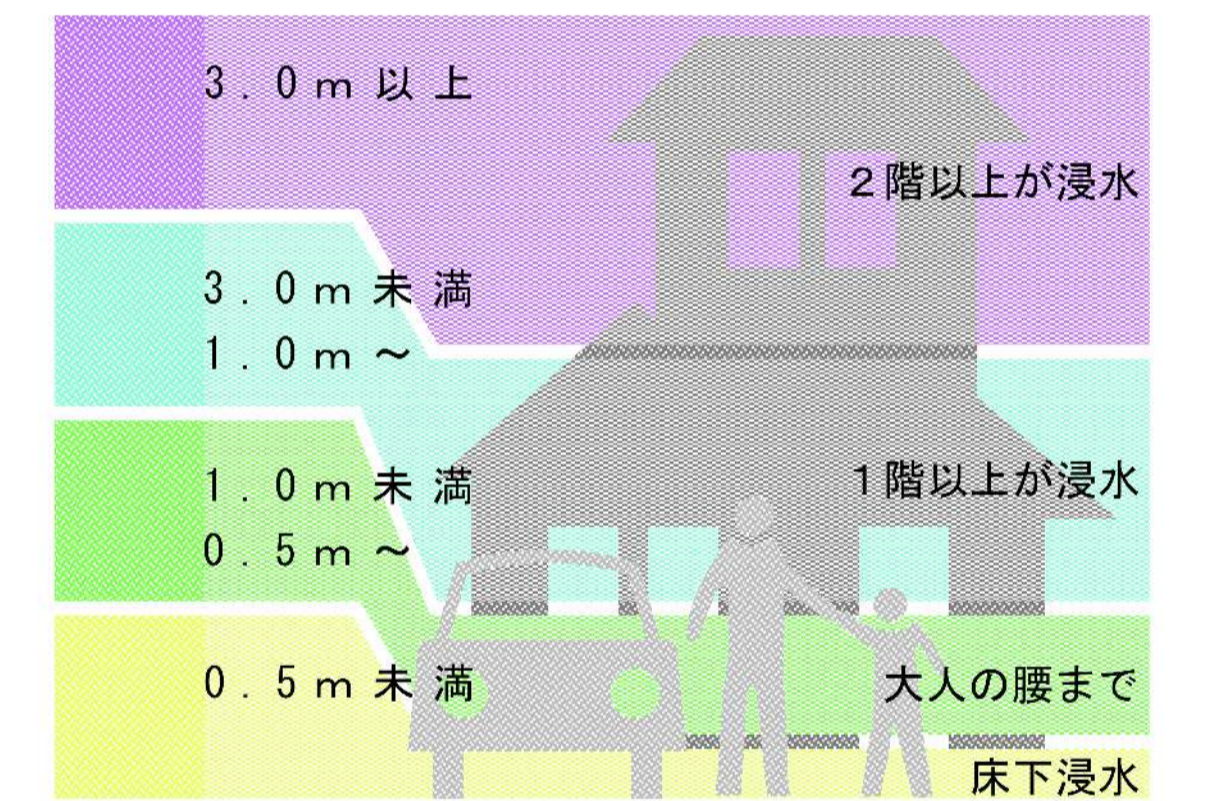 3.0m以上
2階以上が浸水
3.0m未満
1.0m～
1.0m未満
0.5m～
1階以上が浸水
0.5m未満
大人の腰まで
床下浸水